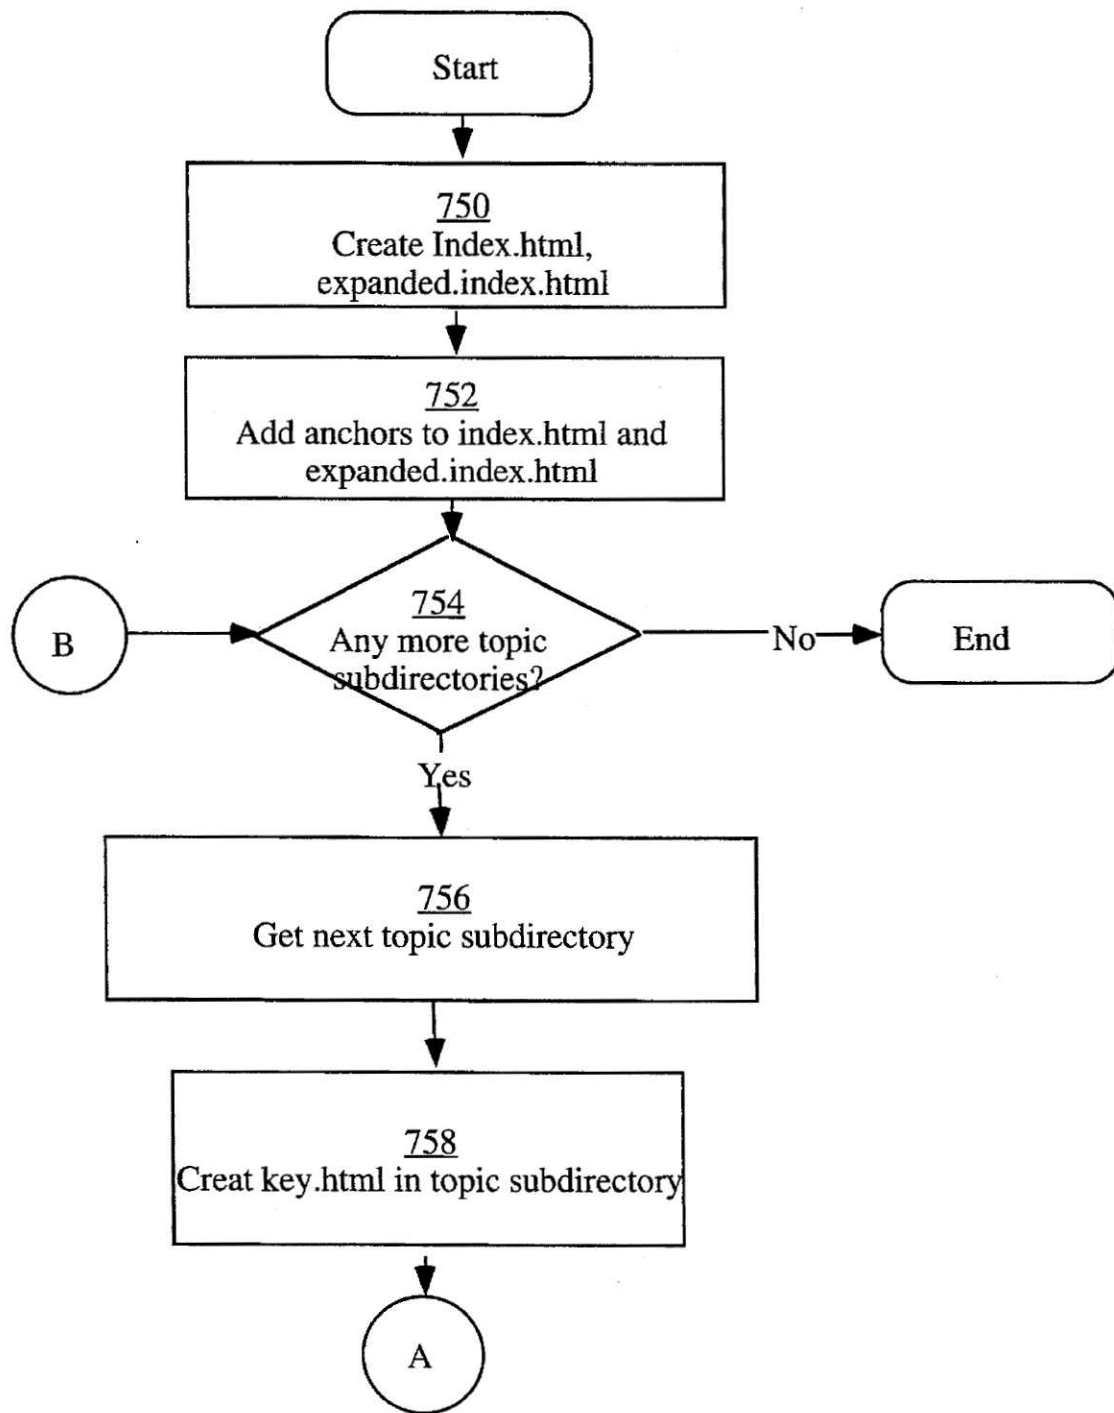 Start
750
Create Index.html,
expanded.index.html
752
Add anchors to index.html and
expanded.index.html
754
Any more topic
subdirectories?
B
No
End
Yes
756
Get next topic subdirectory
758
Creat key.html in topic subdirectory
A